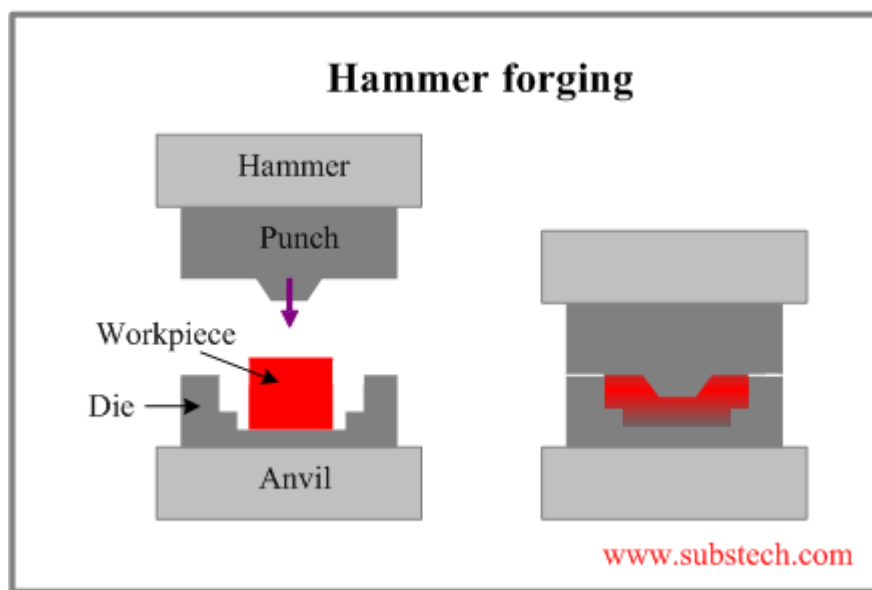 Hammer forging
Hammer
Punch
Workpiece
Die
Anvil
www.substech.com